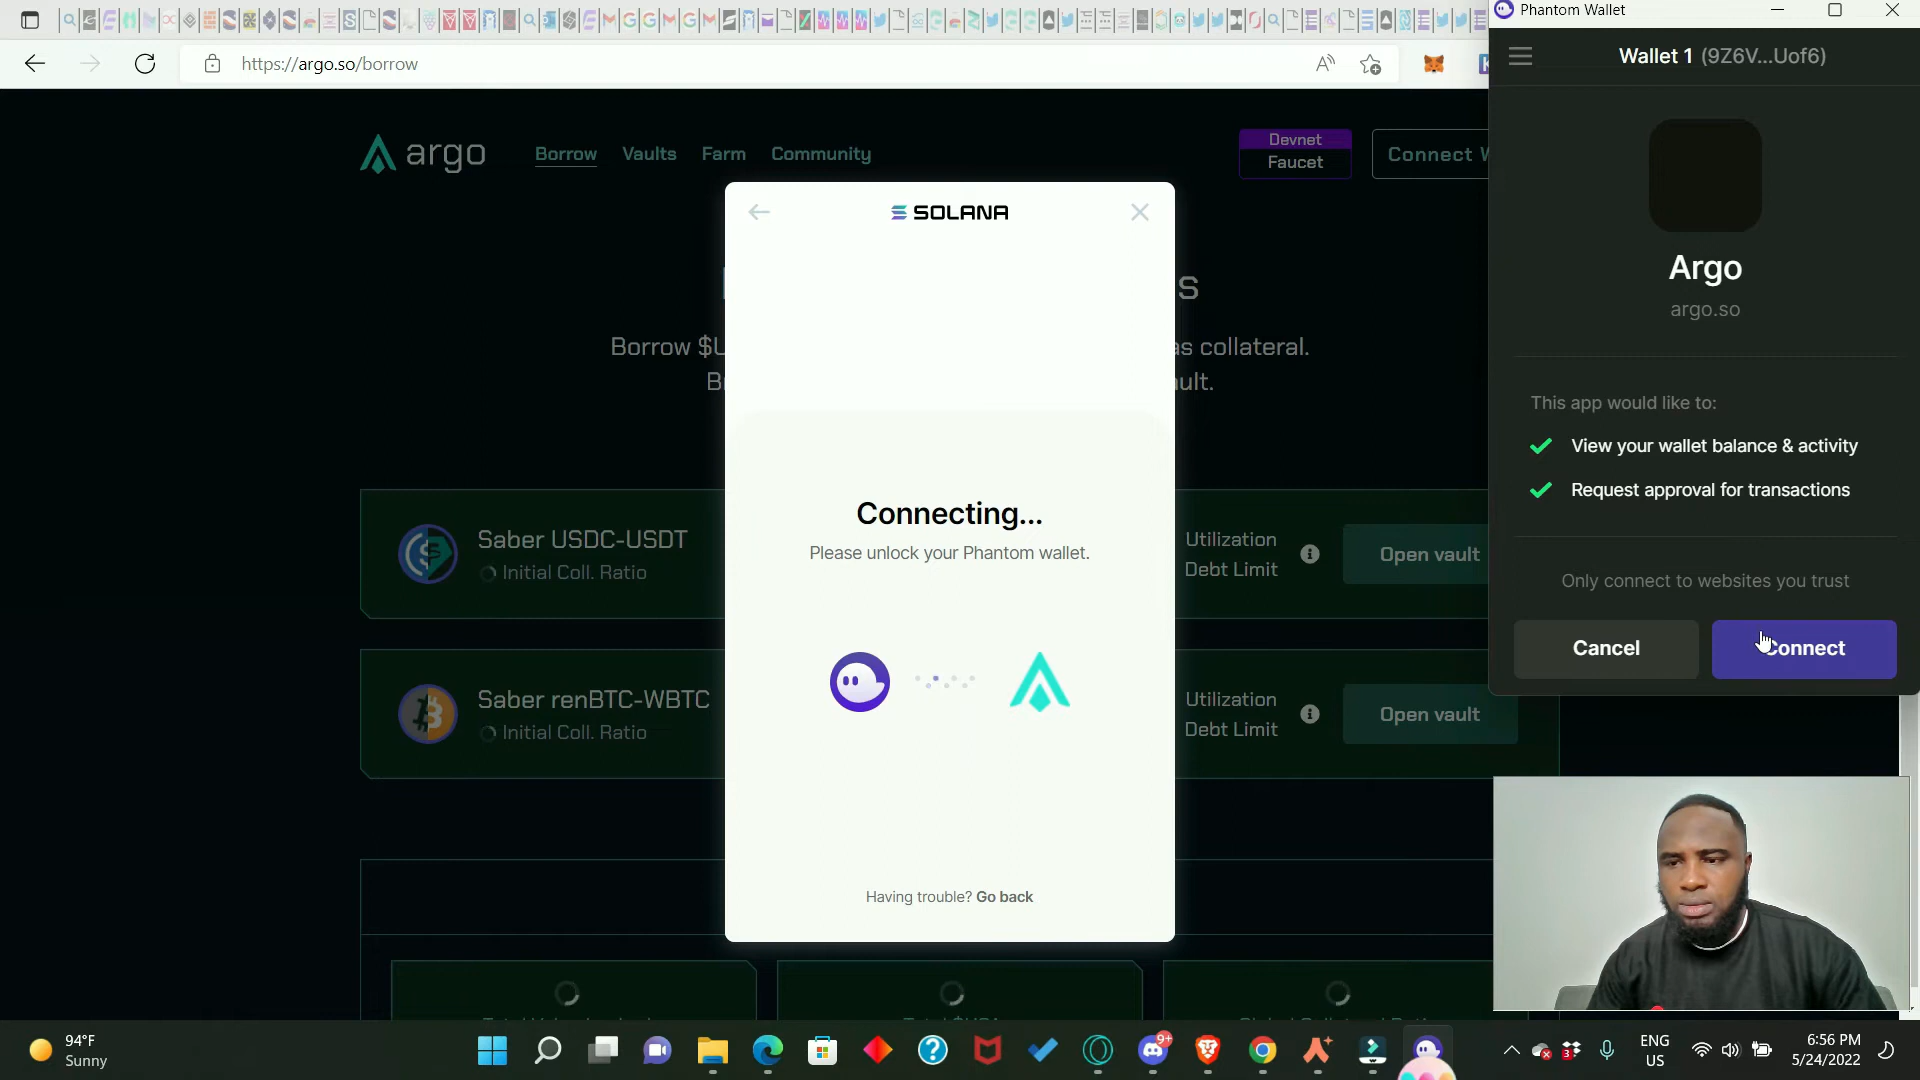 https://argo.so/borrow
Phantom Wallet
Wallet 1 (9Z6V...Uof6)
argo
Borrow
Vaults
Farm
Community
Devnet
Faucet
Connect W
SOLANA
s
Borrow $U
as collateral.
ult.
Connecting...
Please unlock your Phantom wallet.
Having trouble? Go back
Saber USDC-USDT
Initial Coll. Ratio
Utilization
Debt Limit
Open vault
Saber renBTC-WBTC
Initial Coll. Ratio
Utilization
Debt Limit
Open vault
Argo
argo.so
This app would like to:
View your wallet balance & activity
Request approval for transactions
Only connect to websites you trust
Cancel
Connect
94°F
Sunny
9+
3
ENG
US
6:56 PM
5/24/2022